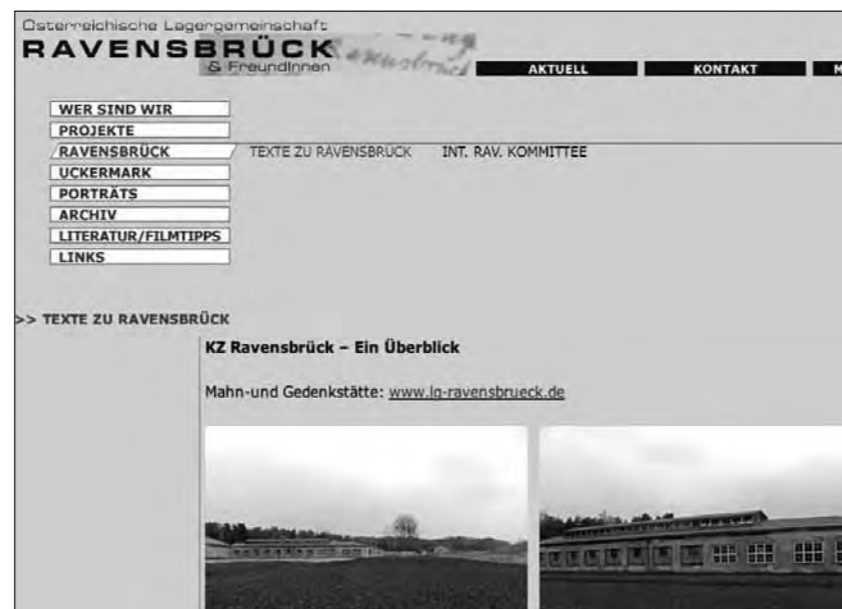 Österreichische Lagergemeinschaft
RAVENSBRÜCK
& FreundInnen
AKTUELL
KONTAKT
M
WER SIND WIR
PROJEKTE
RAVENSBRÜCK
TEXTE ZU RAVENSBRÜCK
INT. RAV. KOMMITTEE
UCKERMARK
PORTRÄTS
ARCHIV
LITERATUR/FILMTIPPS
LINKS
>> TEXTE ZU RAVENSBRÜCK
KZ Ravensbrück – Ein Überblick
Mahn-und Gedenkstätte: www.lg-ravensbrueck.de